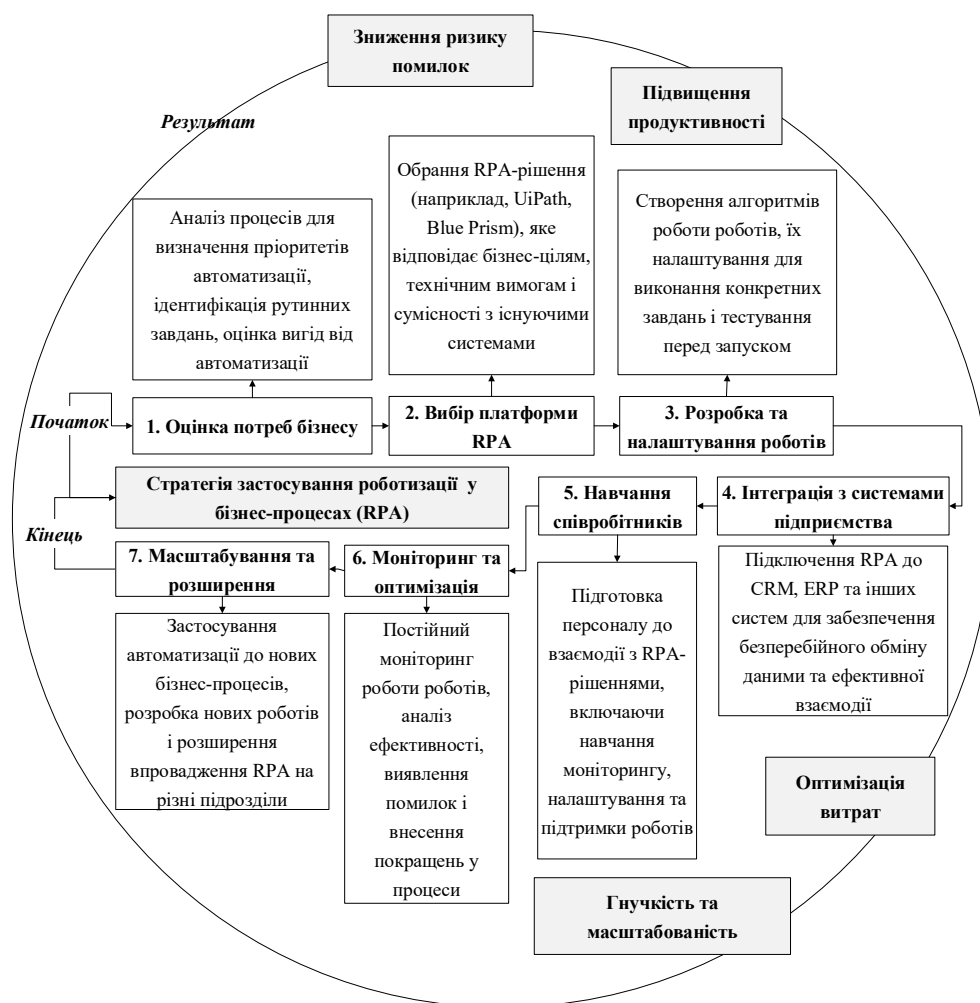 Зниження ризику
помилок
Підвищення
продуктивності
Результат
Аналіз процесів для
визначення пріоритетів
автоматизації,
ідентифікація рутинних
завдань, оцінка вигід від
автоматизації
Обрання RPA-рішення
(наприклад, UiPath,
Blue Prism), яке
відповідає бізнес-цілям,
технічним вимогам і
сумісності з існуючими
системами
Створення алгоритмів
роботи роботів, їх
налаштування для
виконання конкретних
завдань і тестування
перед запуском
Початок
1. Оцінка потреб бізнесу
2. Вибір платформи
RPA
3. Розробка та
налаштування роботів
Стратегія застосування роботизації у
бізнес-процесах (RPA)
5. Навчання
співробітників
4. Інтеграція з системами
підприємства
Кінець
7. Масштабування та
розширення
6. Моніторинг та
оптимізація
Застосування
автоматизації до нових
бізнес-процесів,
розробка нових роботів
і розширення
впровадження RPA на
різні підрозділи
Постійний
моніторинг
роботи роботів,
аналіз
ефективності,
виявлення
помилок і
внесення
покращень у
процеси
Підготовка
персоналу до
взаємодії з RPA-
рішеннями,
включаючи
навчання
моніторингу,
налаштування та
підтримки роботів
Підключення RPA до
CRM, ERP та інших
систем для забезпечення
безперебійного обміну
даними та ефективної
взаємодії
Оптимізація
витрат
Гнучкість та
масштабованість